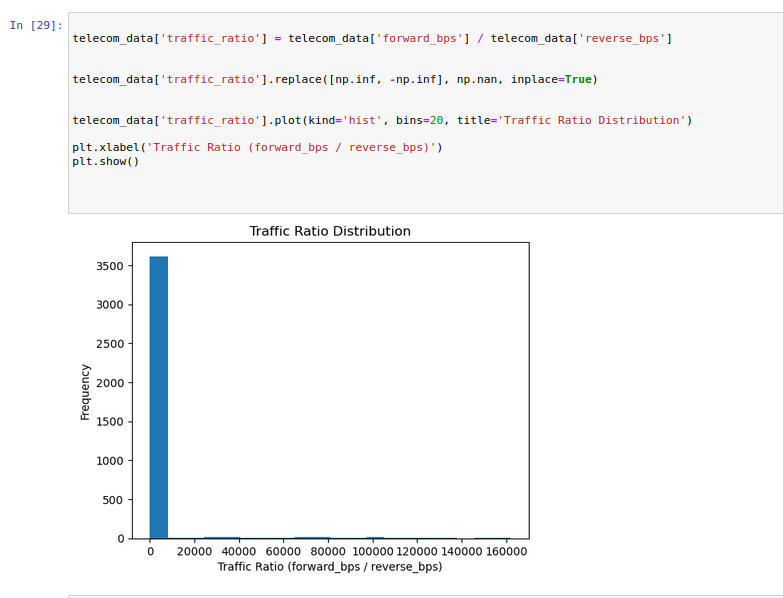 In [29]:
telecom_data['traffic_ratio'] = telecom_data['forward_bps'] / telecom_data['reverse_bps']
telecom_data['traffic_ratio'].replace([np.inf, -np.nan], np.nan, inplace=True)
telecom_data['traffic_ratio'].plot(kind='hist', bins=20, title='Traffic Ratio Distribution')
plt.xlabel('Traffic Ratio (forward_bps / reverse_bps)')
plt.show()
Traffic Ratio Distribution
3500
3000
2500
2000
1500
1000
500
0
Frequency
0 20000 40000 60000 80000 100000 120000 140000 160000
Traffic Ratio (forward_bps / reverse_bps)